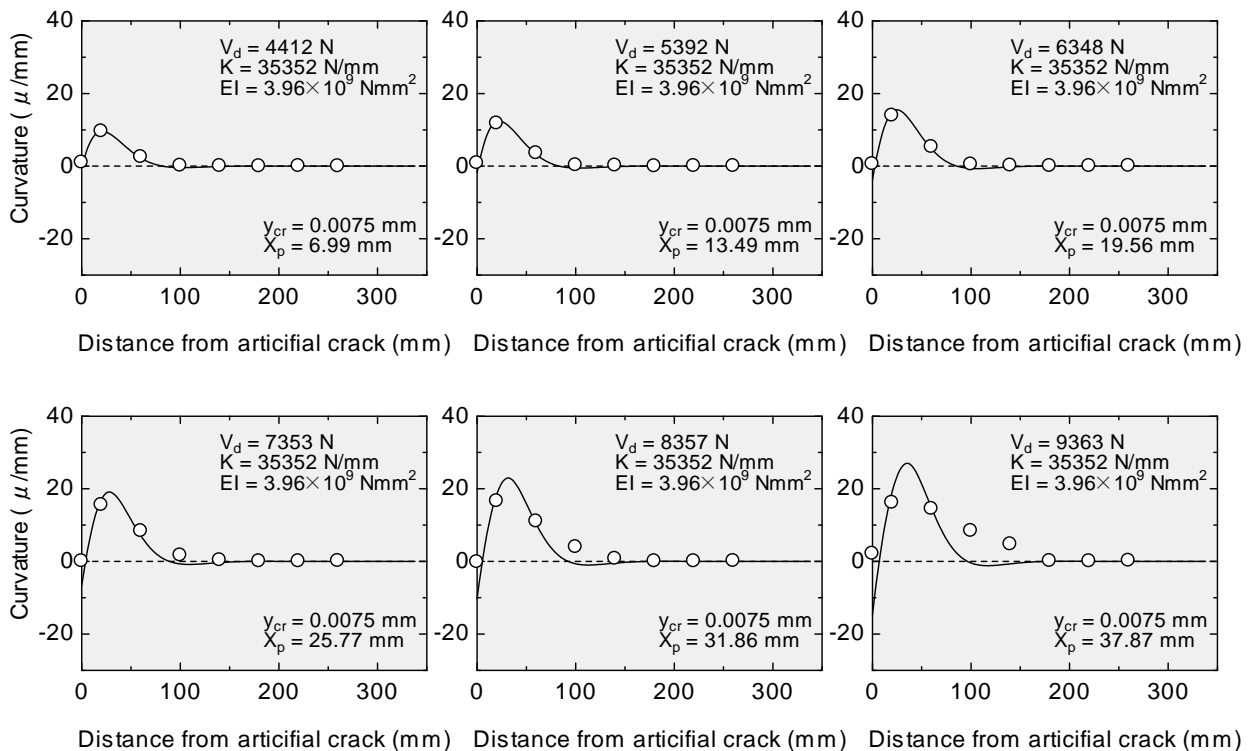 Curvature ( μ/mm)
40
20
0
-20
V_d = 4412 N
K = 35352 N/mm
EI = 3.96×10^9 Nmm^2
y_cr = 0.0075 mm
X_p = 6.99 mm
0 100 200 300
Distance from articifial crack (mm)
40
20
0
-20
V_d = 5392 N
K = 35352 N/mm
EI = 3.96×10^9 Nmm^2
y_cr = 0.0075 mm
X_p = 13.49 mm
0 100 200 300
Distance from articifial crack (mm)
40
20
0
-20
V_d = 6348 N
K = 35352 N/mm
EI = 3.96×10^9 Nmm^2
y_cr = 0.0075 mm
X_p = 19.56 mm
0 100 200 300
Distance from articifial crack (mm)
Curvature ( μ/mm)
40
20
0
-20
V_d = 7353 N
K = 35352 N/mm
EI = 3.96×10^9 Nmm^2
y_cr = 0.0075 mm
X_p = 25.77 mm
0 100 200 300
Distance from articifial crack (mm)
40
20
0
-20
V_d = 8357 N
K = 35352 N/mm
EI = 3.96×10^9 Nmm^2
y_cr = 0.0075 mm
X_p = 31.86 mm
0 100 200 300
Distance from articifial crack (mm)
40
20
0
-20
V_d = 9363 N
K = 35352 N/mm
EI = 3.96×10^9 Nmm^2
y_cr = 0.0075 mm
X_p = 37.87 mm
0 100 200 300
Distance from articifial crack (mm)